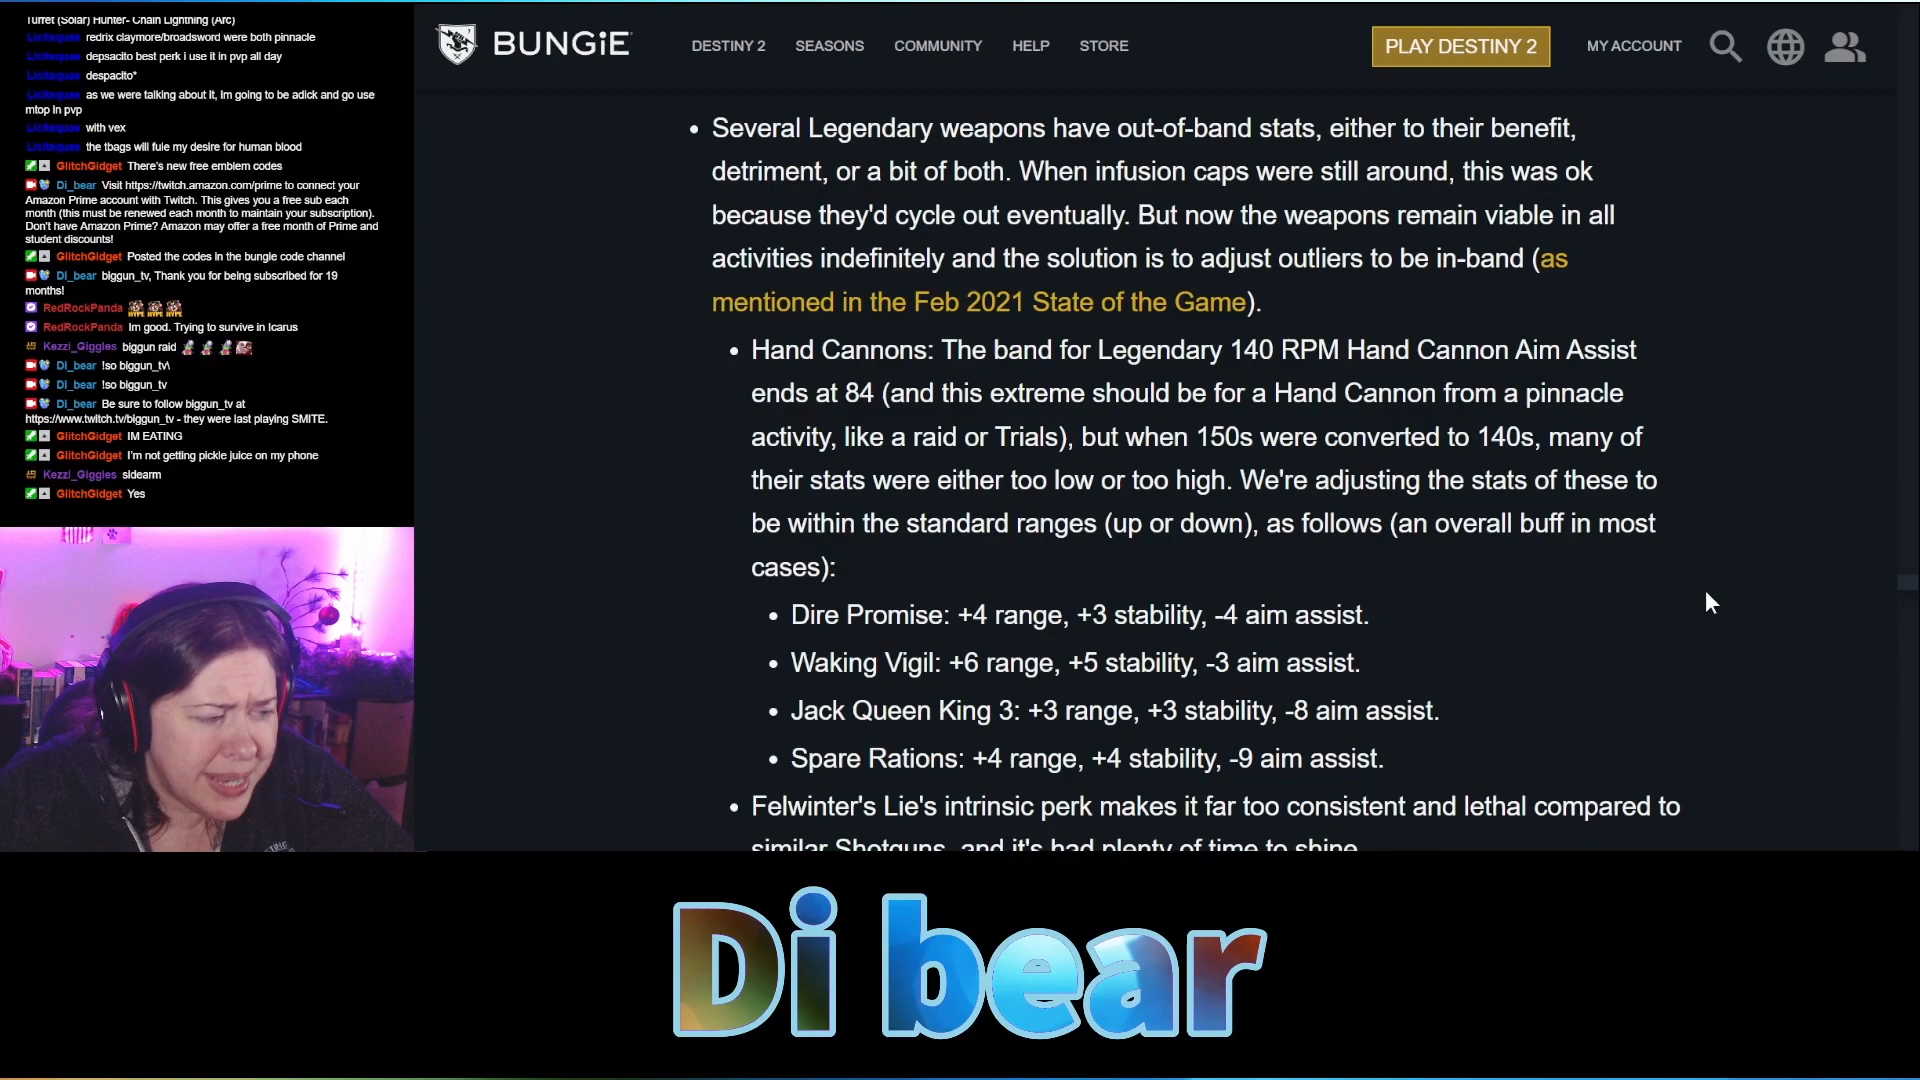 Turret (Solar) Hunter- Chain Lightning (Arc)
redrix claymore/broadsword were both pinnacle
depsacito best perk i use it in pvp all day
despacito*
as we were talking about it, im going to be adick and go use
mtop in pvp
with vex
the tbags will fule my desire for human blood
GlitchGidget There's new free emblem codes
Di_bear Visit https://twitch.amazon.com/prime to connect your
Amazon Prime account with Twitch. This gives you a free sub each
month (this must be renewed each month to maintain your subscription).
Don't have Amazon Prime? Amazon may offer a free month of Prime and
student discounts!
GlitchGidget Posted the codes in the bungie code channel
Di_bear biggun_tv, Thank you for being subscribed for 19
months!
RedRockPanda
RedRockPanda Im good. Trying to survive in Icarus
Kezzi_Giggles biggun raid
Di_bear !so biggun_tv\
Di_bear !so biggun_tv
Di_bear Be sure to follow biggun_tv at
https://www.twitch.tv/biggun_tv - they were last playing SMITE.
GlitchGidget IM EATING
GlitchGidget I'm not getting pickle juice on my phone
Kezzi_Giggles sidearm
GlitchGidget Yes
BUNGiE
DESTINY 2 SEASONS COMMUNITY HELP STORE
PLAY DESTINY 2
MY ACCOUNT
• Several Legendary weapons have out-of-band stats, either to their benefit,
detriment, or a bit of both. When infusion caps were still around, this was ok
because they'd cycle out eventually. But now the weapons remain viable in all
activities indefinitely and the solution is to adjust outliers to be in-band (as
mentioned in the Feb 2021 State of the Game).
• Hand Cannons: The band for Legendary 140 RPM Hand Cannon Aim Assist
ends at 84 (and this extreme should be for a Hand Cannon from a pinnacle
activity, like a raid or Trials), but when 150s were converted to 140s, many of
their stats were either too low or too high. We're adjusting the stats of these to
be within the standard ranges (up or down), as follows (an overall buff in most
cases):
• Dire Promise: +4 range, +3 stability, -4 aim assist.
• Waking Vigil: +6 range, +5 stability, -3 aim assist.
• Jack Queen King 3: +3 range, +3 stability, -8 aim assist.
• Spare Rations: +4 range, +4 stability, -9 aim assist.
• Felwinter's Lie's intrinsic perk makes it far too consistent and lethal compared to
similar Shotguns, and it's had plenty of time to shine.
Di bear